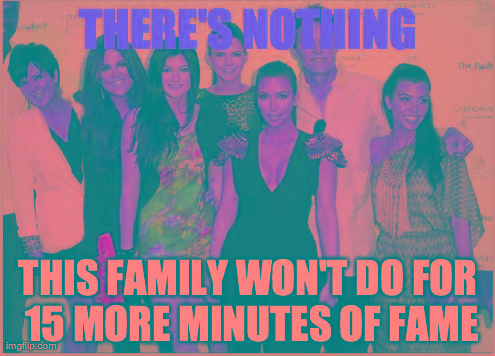 THERE'S NOTHING
THIS FAMILY WON'T DO FOR
15 MORE MINUTES OF FAME
imgflip.com